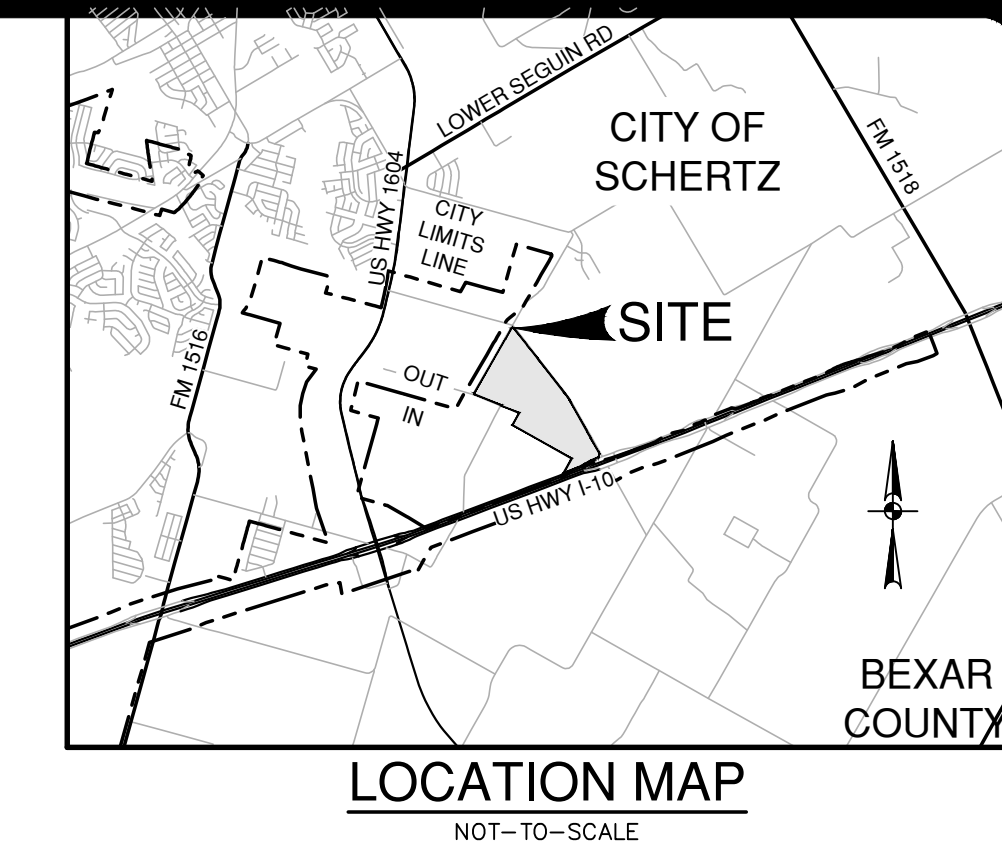 LOWER SEGUIN RD
CITY OF
SCHERTZ
FM 1518
US HWY 1604
CITY
LIMITS
LINE
SITE
FM 1516
OUT
IN
US HWY I-10
BEXAR
COUNTY
LOCATION MAP
NOT-TO-SCALE